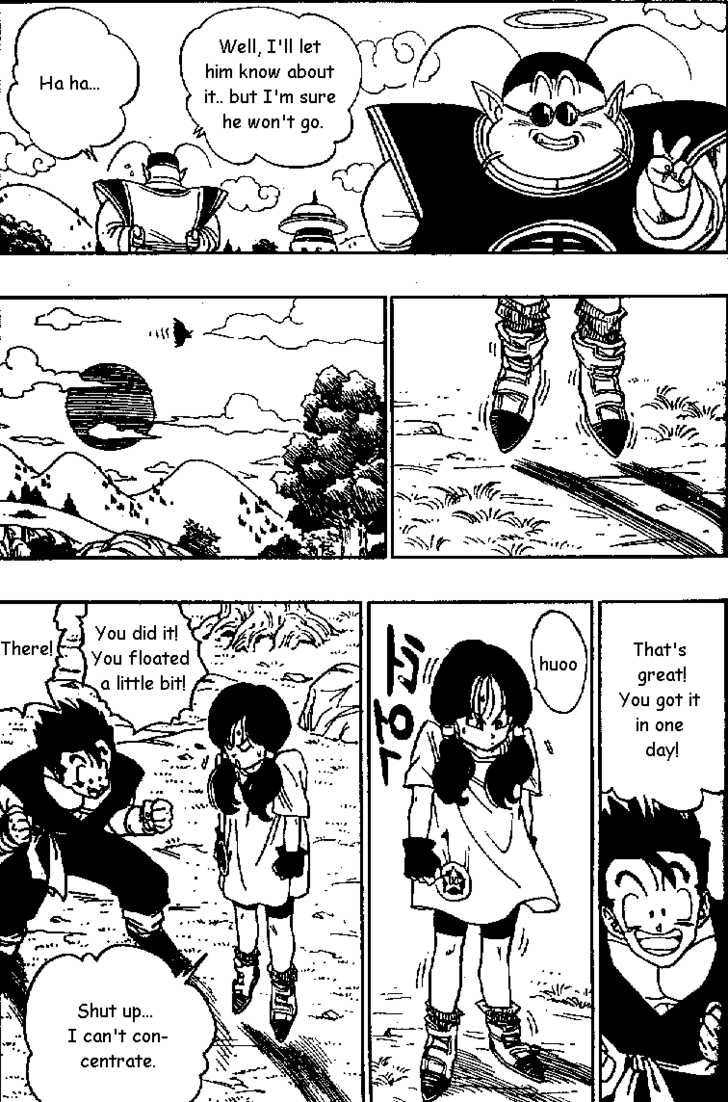 Well, I'll let
him know about
it.. but I'm sure
he won't go.
Ha ha...
That's
great!
You got it
in one
day!
huoo
You did it!
You floated
a little bit!
There!
Shut up...
I can't con-
centrate.